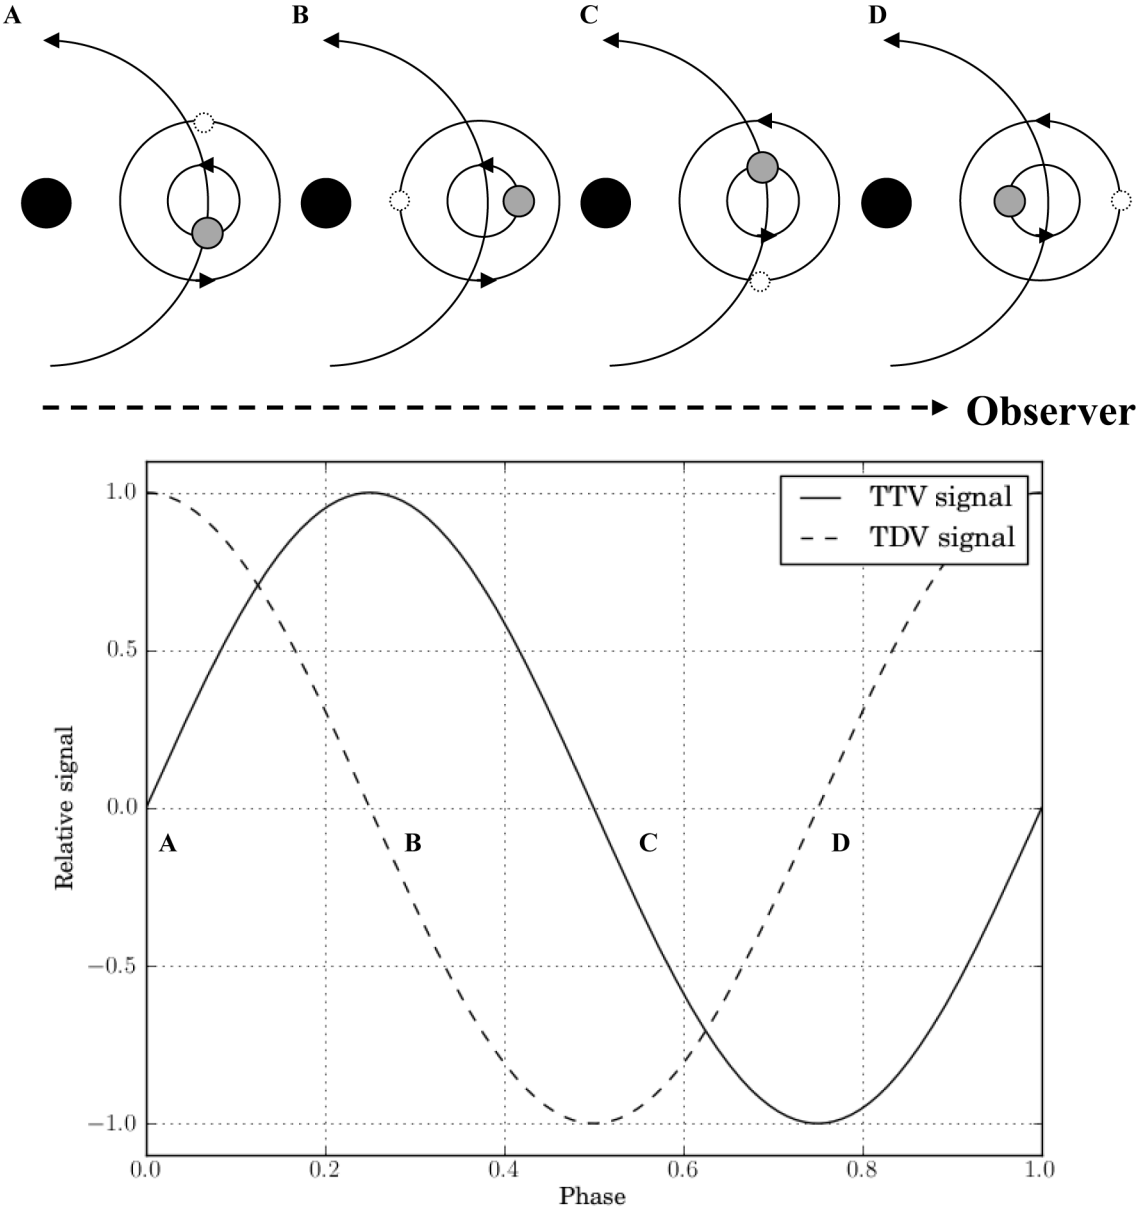 A B C D
Observer
TTV signal
TDV signal
1.0
0.5
0.0
−0.5
−1.0
Relative signal
A B C D
0.0 0.2 0.4 0.6 0.8 1.0
Phase